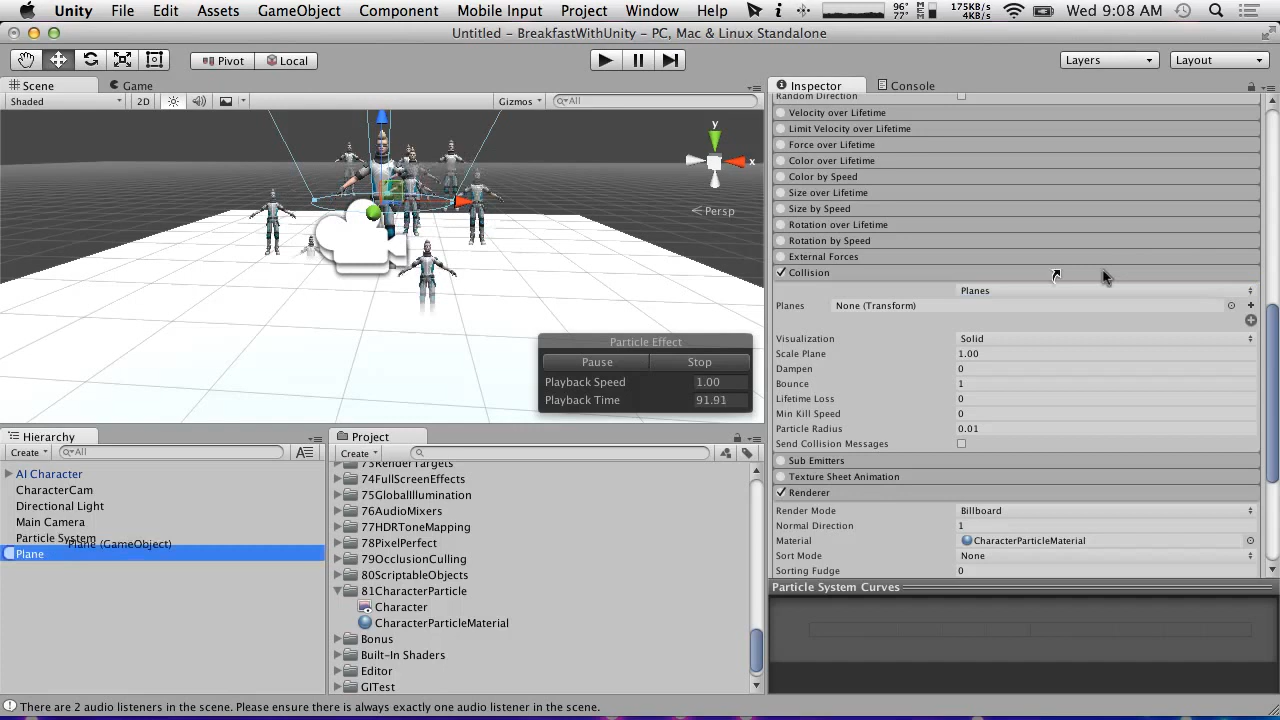 Unity File Edit Assets GameObject Component Mobile Input Project Window Help 96° 77° 175KB/s 4KB/s Wed 9:08 AM
Untitled - BreakfastWithUnity - PC, Mac & Linux Standalone
Pivot Local Layers Layout
Scene Game
Shaded 2D Gizmos All
y
x
Persp
Particle Effect
Pause Stop
Playback Speed 1.00
Playback Time 91.91
Inspector Console
Random Direction
Velocity over Lifetime
Limit Velocity over Lifetime
Force over Lifetime
Color over Lifetime
Color by Speed
Size over Lifetime
Size by Speed
Rotation over Lifetime
Rotation by Speed
External Forces
Collision
Planes
Planes None (Transform)
Visualization Solid
Scale Plane 1.00
Dampen 0
Bounce 1
Lifetime Loss 0
Min Kill Speed 0
Particle Radius 0.01
Send Collision Messages
Sub Emitters
Texture Sheet Animation
Renderer
Render Mode Billboard
Normal Direction 1
Material CharacterParticleMaterial
Sort Mode None
Sorting Fudge 0
Particle System Curves
Hierarchy
Create All
AI Character
CharacterCam
Directional Light
Main Camera
Particle System
Plane (GameObject)
Plane
Project
Create
73RenderTargets
74FullScreenEffects
75GlobalIllumination
76AudioMixers
77HDRToneMapping
78PixelPerfect
79OcclusionCulling
80ScriptableObjects
81CharacterParticle
Character
CharacterParticleMaterial
Bonus
Built-In Shaders
Editor
GITest
There are 2 audio listeners in the scene. Please ensure there is always exactly one audio listener in the scene.